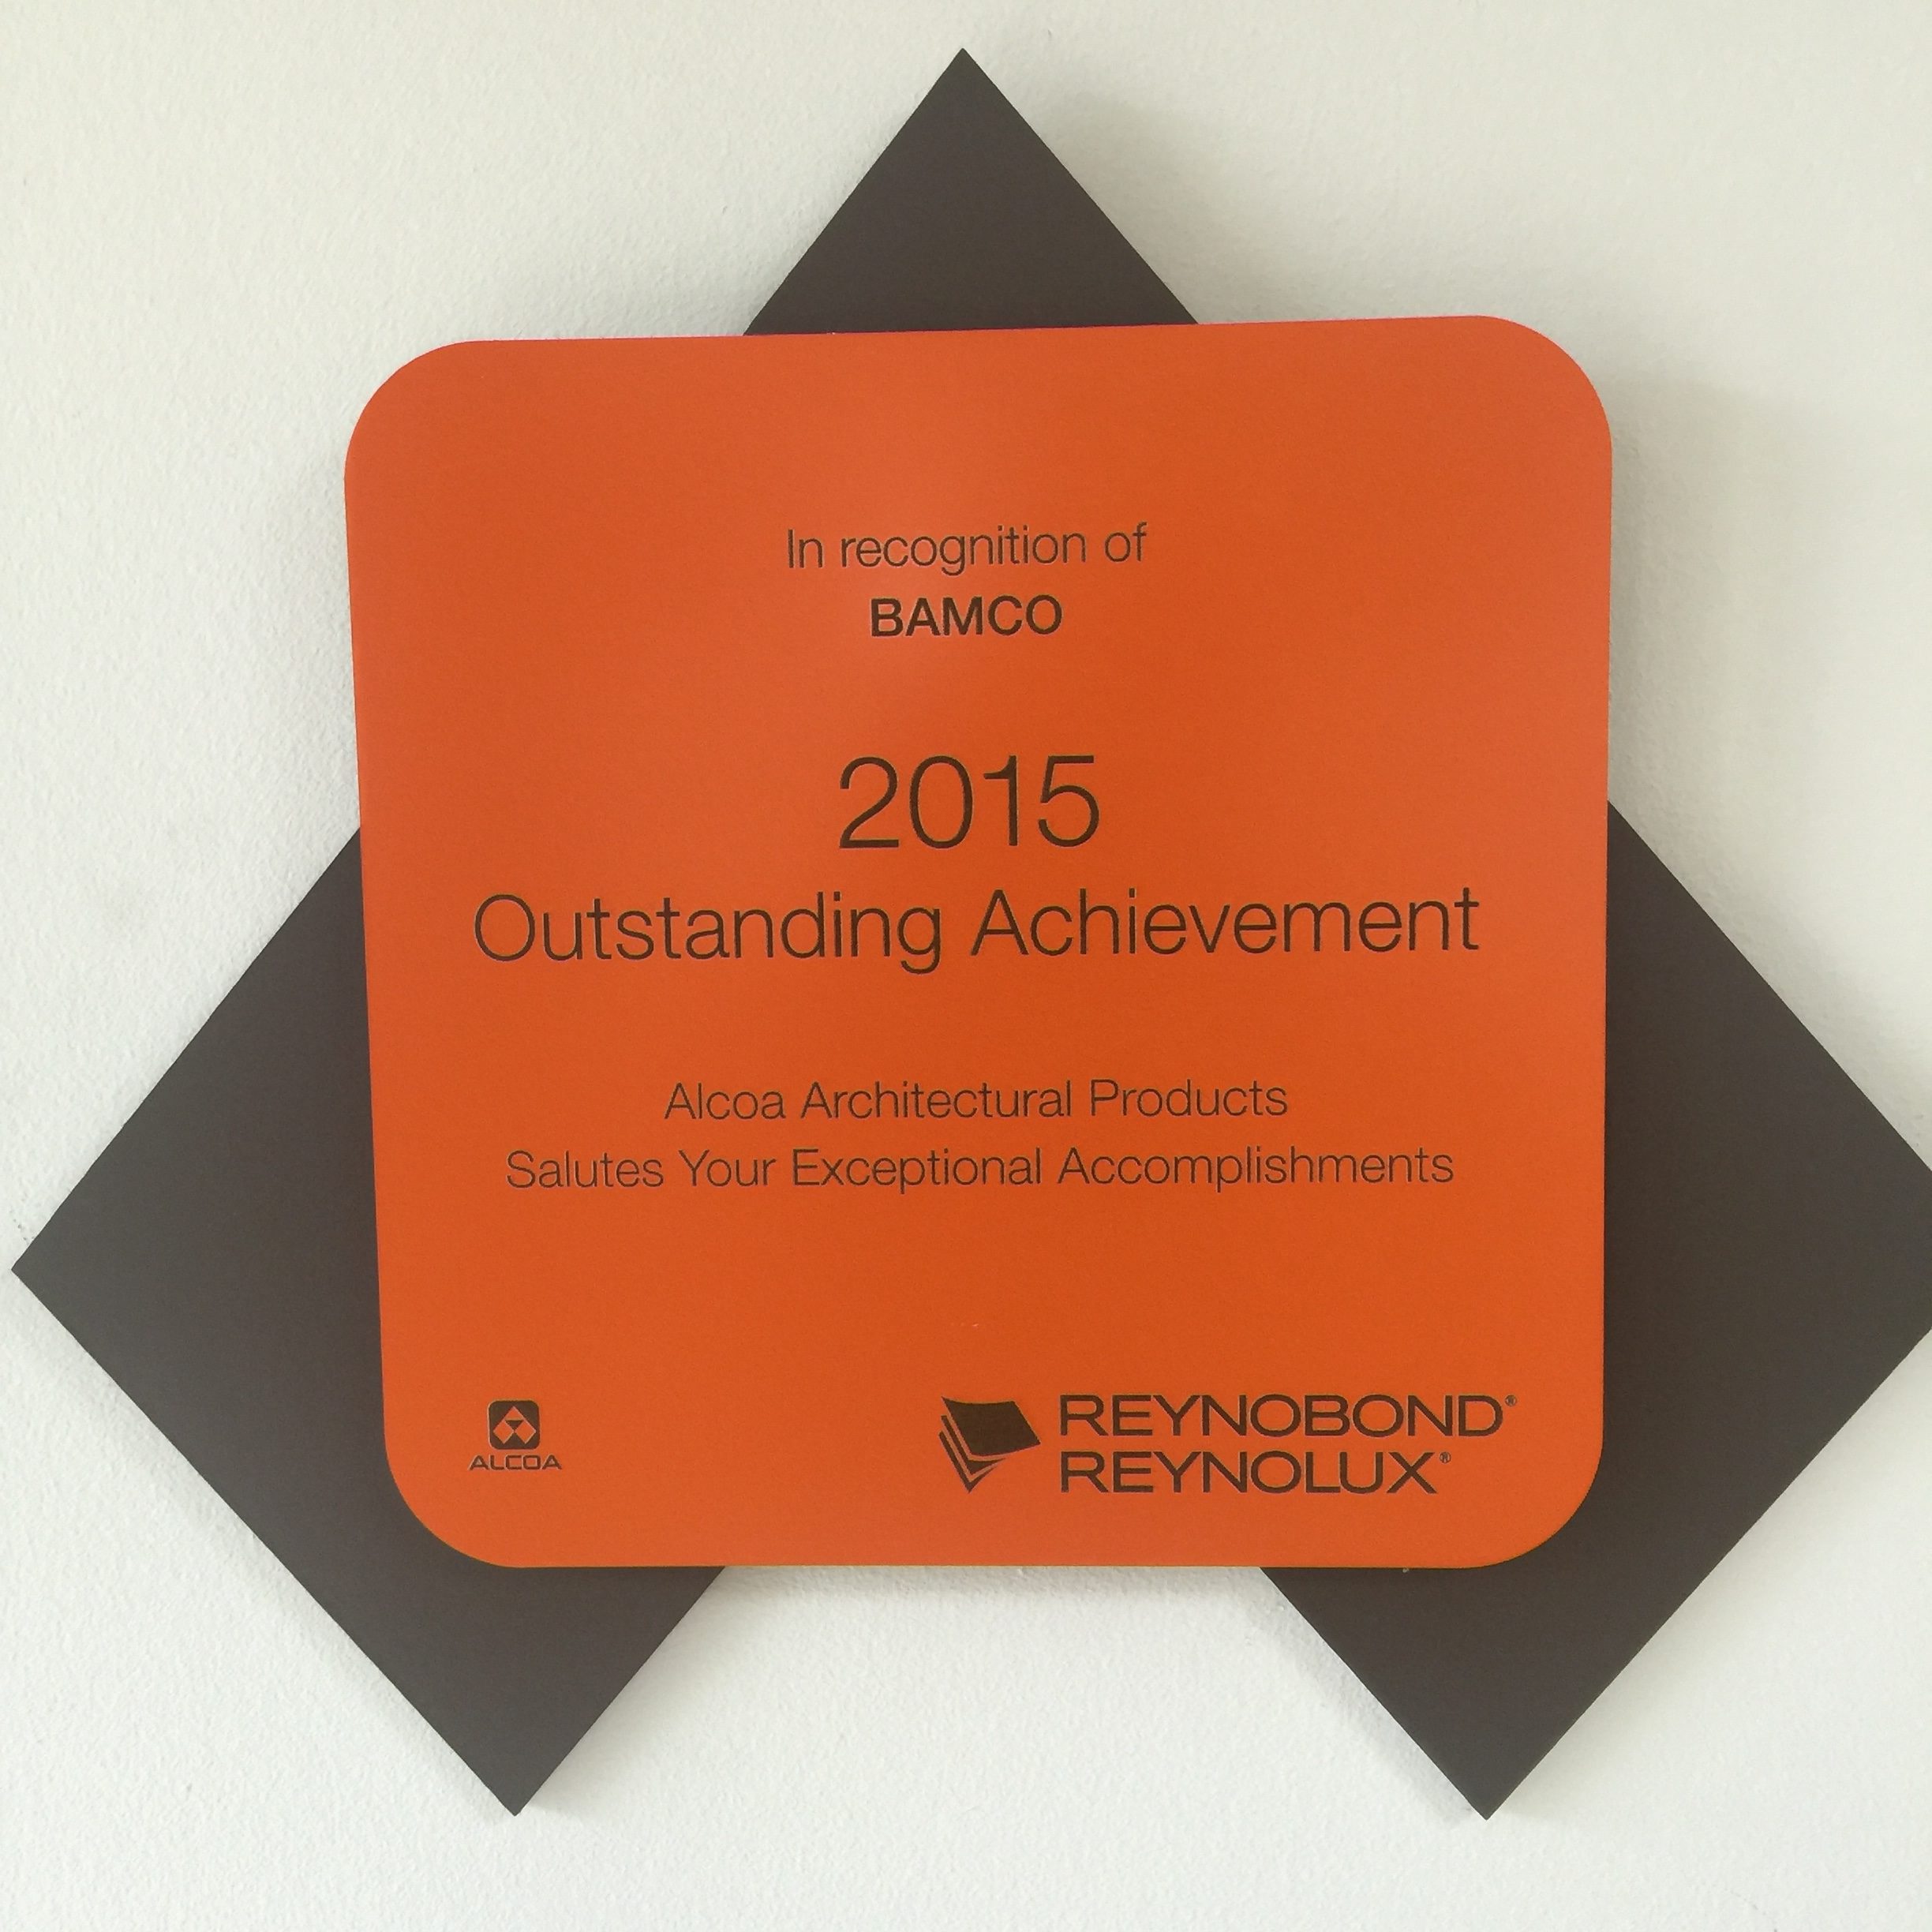 In recognition of
BAMCO
2015
Outstanding Achievement
Alcoa Architectural Products
Salutes Your Exceptional Accomplishments
ALCOA
REYNOBOND®
REYNOLUX®